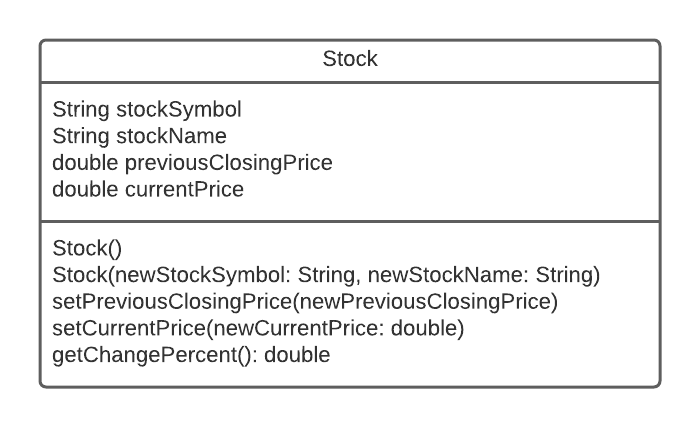 Stock
String stockSymbol
String stockName
double previousClosingPrice
double currentPrice
Stock()
Stock(newStockSymbol: String, newStockName: String)
setPreviousClosingPrice(newPreviousClosingPrice)
setCurrentPrice(newCurrentPrice: double)
getChangePercent(): double